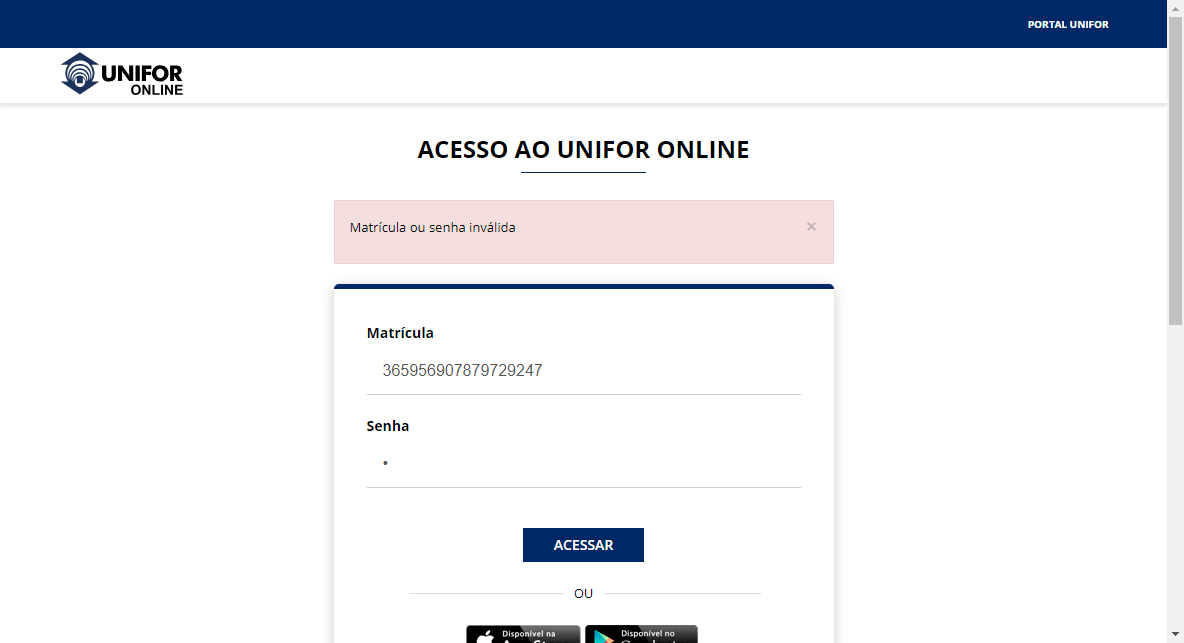 PORTAL UNIFOR
UNIFOR
ONLINE
ACESSO AO UNIFOR ONLINE
Matrícula ou senha inválida
×
Matrícula
365956907879729247
Senha
•
ACESSAR
OU
Disponível na
Disponível no